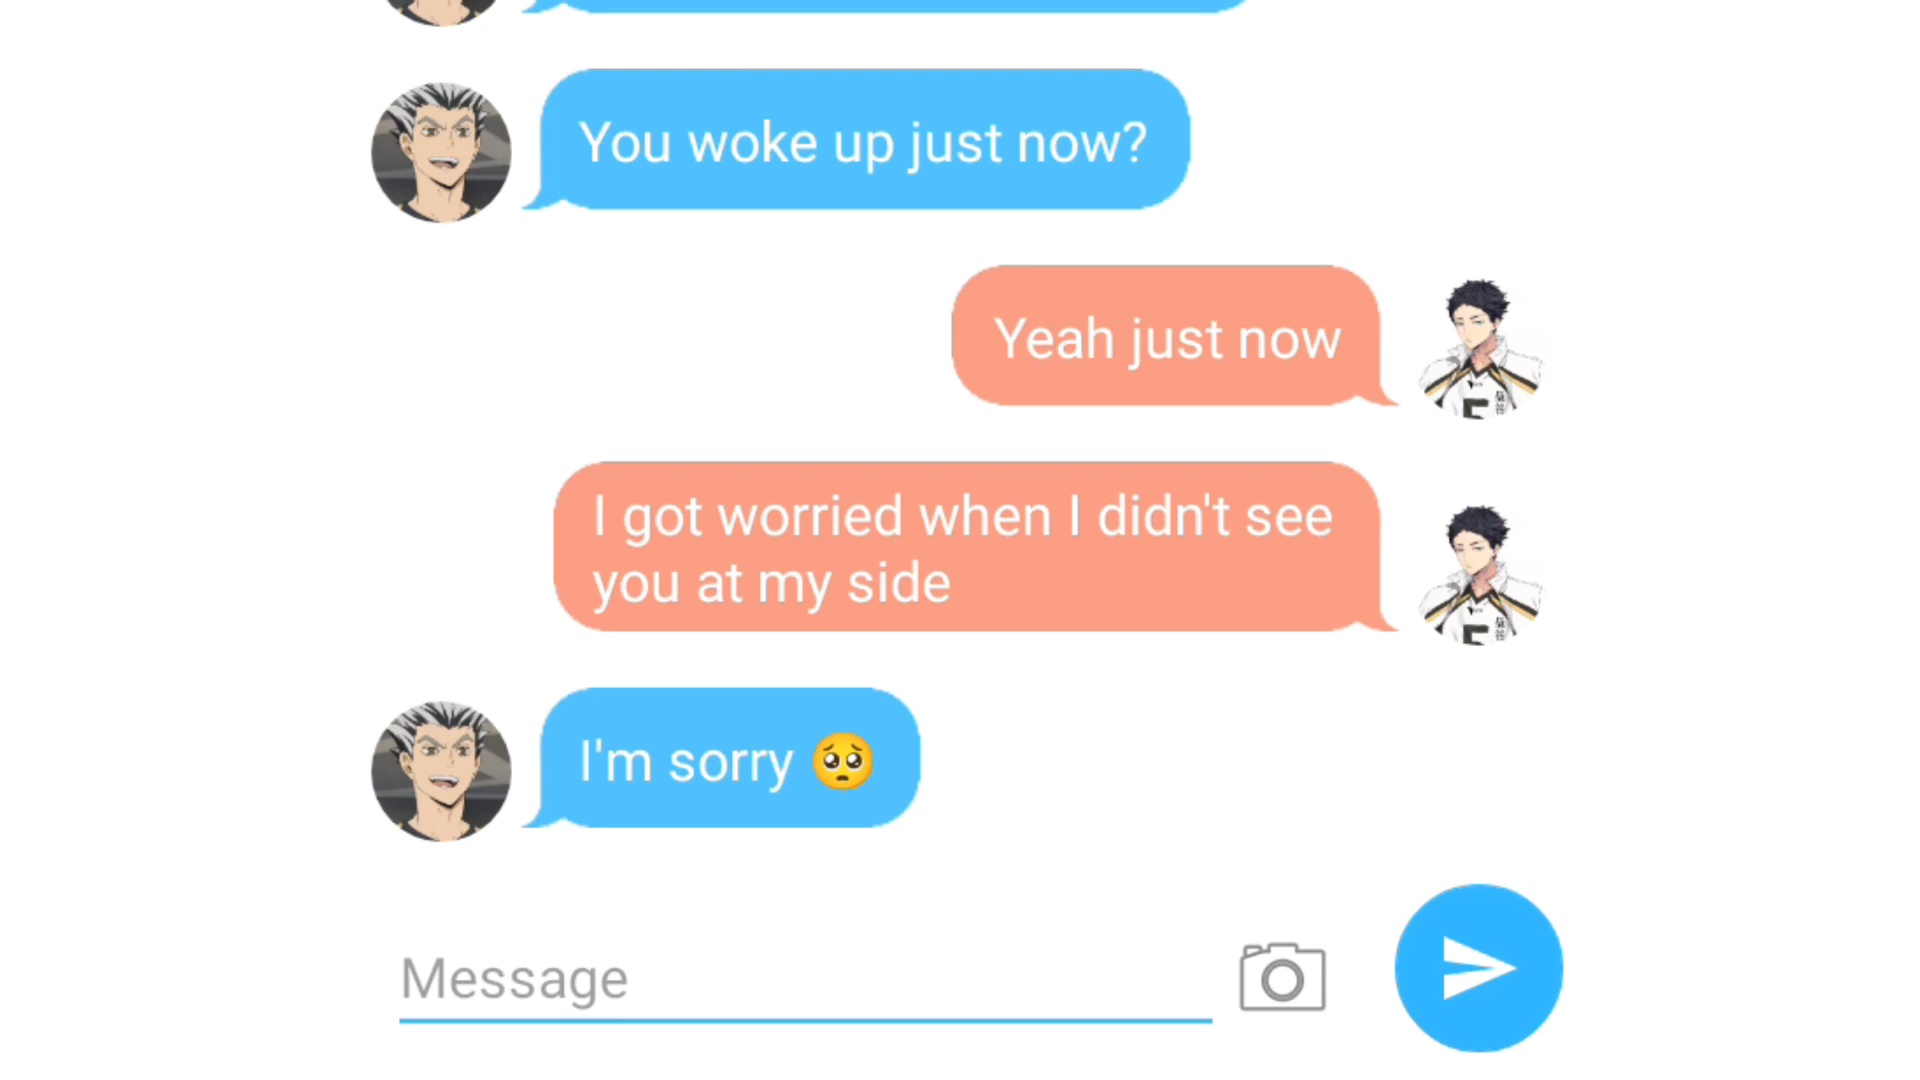 You woke up just now?
Yeah just now
I got worried when I didn't see
you at my side
I'm sorry 🥺
Message